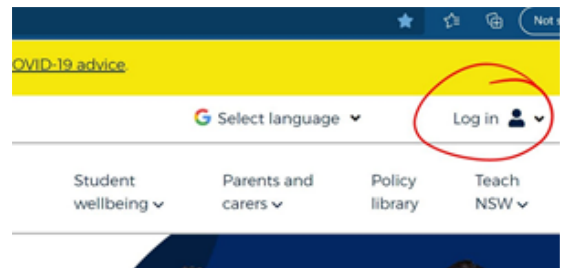 Not
OVID-19 advice.
Select language
Log in
Student wellbeing
Parents and carers
Policy library
Teach NSW